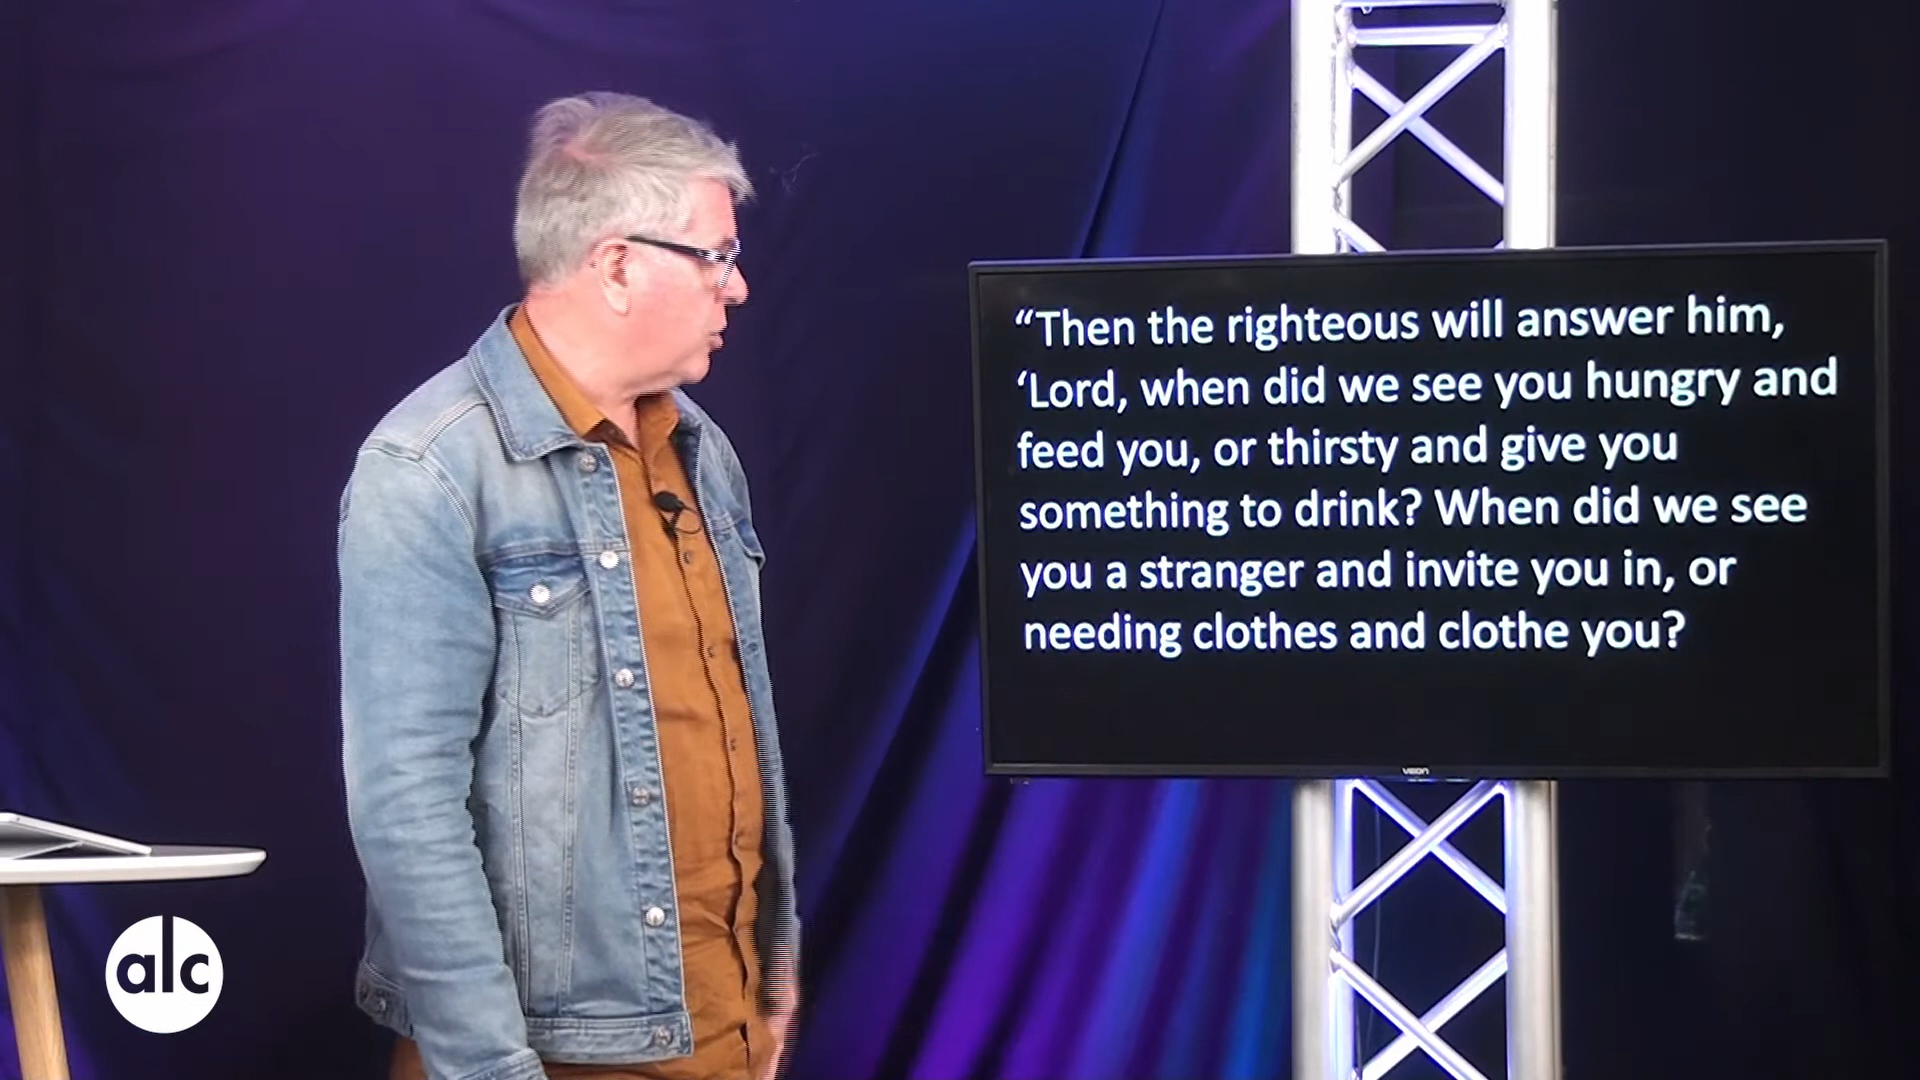 “Then the righteous will answer him,
‘Lord, when did we see you hungry and
feed you, or thirsty and give you
something to drink? When did we see
you a stranger and invite you in, or
needing clothes and clothe you?
VEON
alc